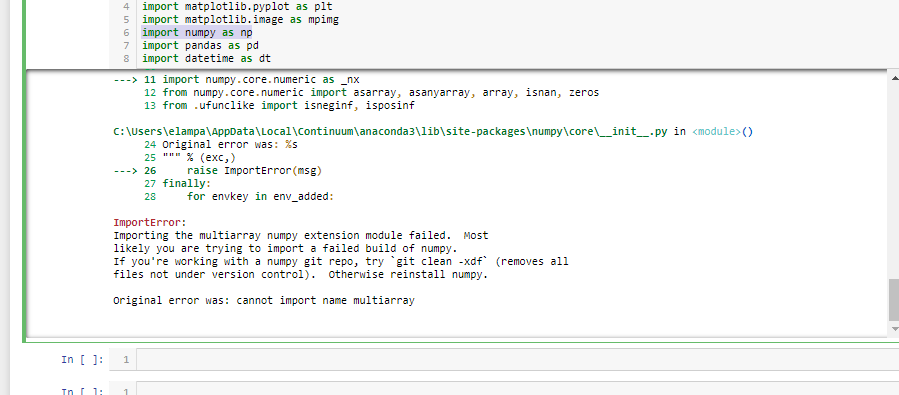 4 import matplotlib.pyplot as plt
5 import matplotlib.image as mpimg
6 import numpy as np
7 import pandas as pd
8 import datetime as dt
---> 11 import numpy.core.numeric as _nx
12 from numpy.core.numeric import asarray, asanyarray, array, isnan, zeros
13 from .ufunclike import isneginf, isposinf
C:\Users\elampa\AppData\Local\Continuum\anaconda3\lib\site-packages\numpy\core\__init__.py in <module>()
24 Original error was: %s
25 """ % (exc,)
---> 26     raise ImportError(msg)
27 finally:
28     for envkey in env_added:
ImportError:
Importing the multiarray numpy extension module failed.  Most
likely you are trying to import a failed build of numpy.
If you're working with a numpy git repo, try `git clean -xdf` (removes all
files not under version control).  Otherwise reinstall numpy.
Original error was: cannot import name multiarray
In [ ]: 1
In [ ]: 1